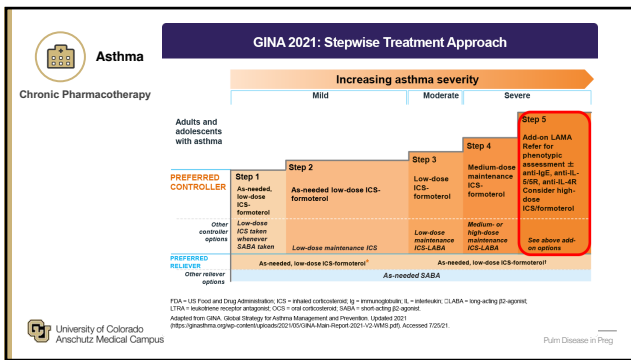 GINA 2021: Stepwise Treatment Approach
Asthma
Chronic Pharmacotherapy
Increasing asthma severity
Mild
Moderate
Severe
Adults and
adolescents
with asthma
PREFERRED
CONTROLLER
Step 1
As-needed,
low-dose
ICS-
formoterol
Step 2
As-needed low-dose ICS-
formoterol
Step 3
Low-dose
ICS-
formoterol
Step 4
Medium-dose
maintenance
ICS-
formoterol
Step 5
Add-on LAMA
Refer for
phenotypic
assessment ±
anti-IgE, anti-IL-
5/5R, anti-IL-4R
Consider high-
dose
ICS/formoterol
Other
controller
options
Low-dose
ICS taken
whenever
SABA taken
Low-dose maintenance ICS
Low-dose
maintenance
ICS-LABA
Medium- or
high-dose
maintenance
ICS-LABA
See above add-
on options
PREFERRED
RELIEVER
As-needed, low-dose ICS-formoterol
As-needed, low-dose ICS-formoterol†
Other reliever
options
As-needed SABA
FDA = US Food and Drug Administration; ICS = inhaled corticosteroid; Ig = immunoglobulin; IL = interleukin; □LABA = long-acting β2-agonist;
LTRA = leukotriene receptor antagonist; OCS = oral corticosteroid; SABA = short-acting β2-agonist.
Adapted from GINA. Global Strategy for Asthma Management and Prevention. Updated 2021
(https://ginasthma.org/wp-content/uploads/2021/05/GINA-Main-Report-2021-V2-WMS.pdf). Accessed 7/25/21.
University of Colorado
Anschutz Medical Campus
Pulm Disease in Preg